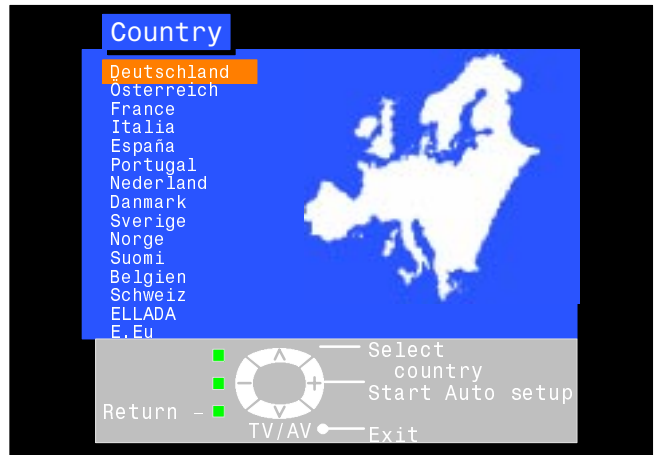 Country
Deutschland
Österreich
France
Italia
España
Portugal
Nederland
Danmark
Sverige
Norge
Suomi
Belgien
Schweiz
ELLADA
E.Eu
Select
country
Start Auto setup
Return –
TV/AV
Exit